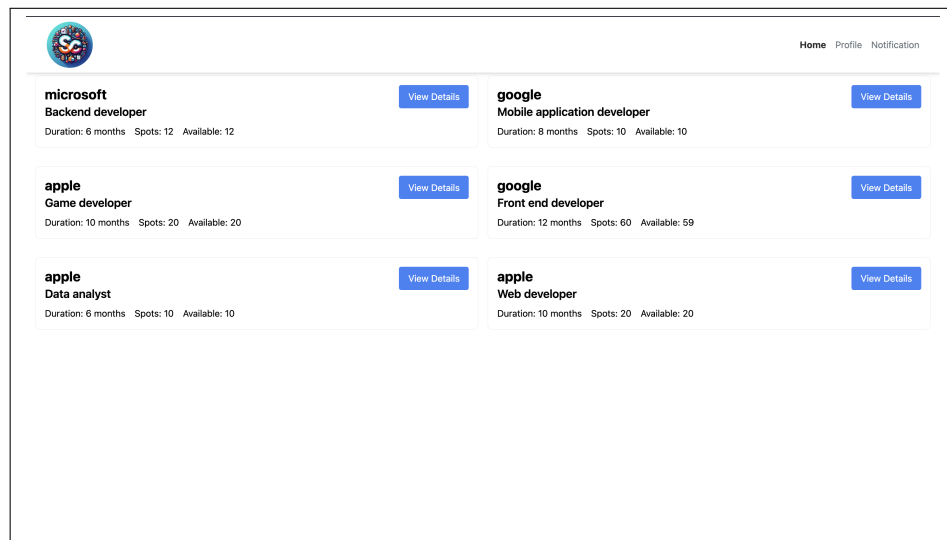 SC
Home Profile Notification
microsoft
View Details
Backend developer
Duration: 6 months Spots: 12 Available: 12
google
View Details
Mobile application developer
Duration: 8 months Spots: 10 Available: 10
apple
View Details
Game developer
Duration: 10 months Spots: 20 Available: 20
google
View Details
Front end developer
Duration: 12 months Spots: 60 Available: 59
apple
View Details
Data analyst
Duration: 6 months Spots: 10 Available: 10
apple
View Details
Web developer
Duration: 10 months Spots: 20 Available: 20